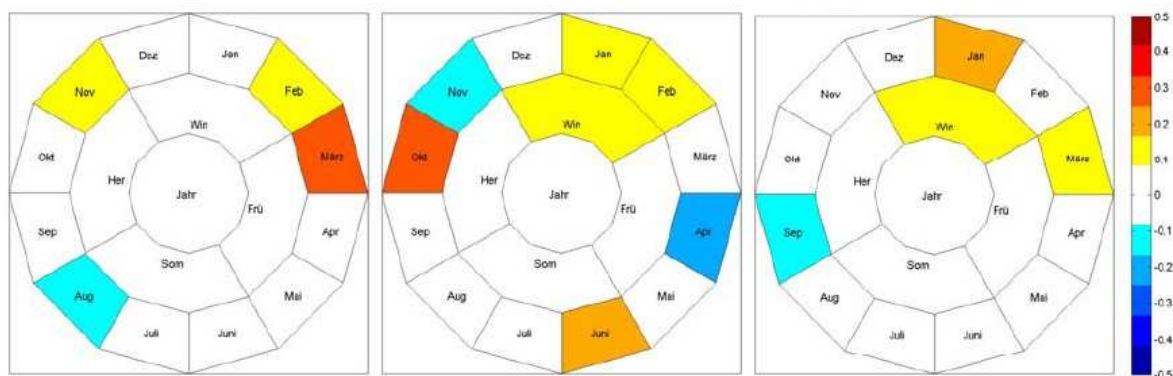 Dez Jan
Nov Feb
Win
Okt März
Her
Jahr
Frü
Sep Apr
Som
Aug Mai
Juli Juni
Dez Jan
Nov Feb
Win
Okt März
Her
Jahr
Frü
Sep Apr
Som
Aug Mai
Juli Juni
Dez Jan
Nov Feb
Win
Okt März
Her
Jahr
Frü
Sep Apr
Som
Aug Mai
Juli Juni
0.5
0.4
0.3
0.2
0.1
0
-0.1
-0.2
-0.3
-0.4
-0.5